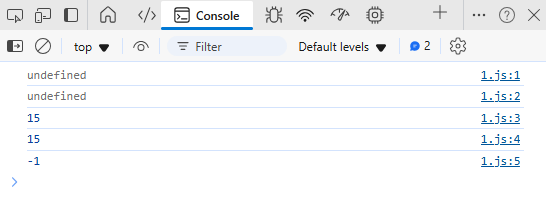 Console
top Filter Default levels 2
undefined 1.js:1
undefined 1.js:2
15 1.js:3
15 1.js:4
-1 1.js:5